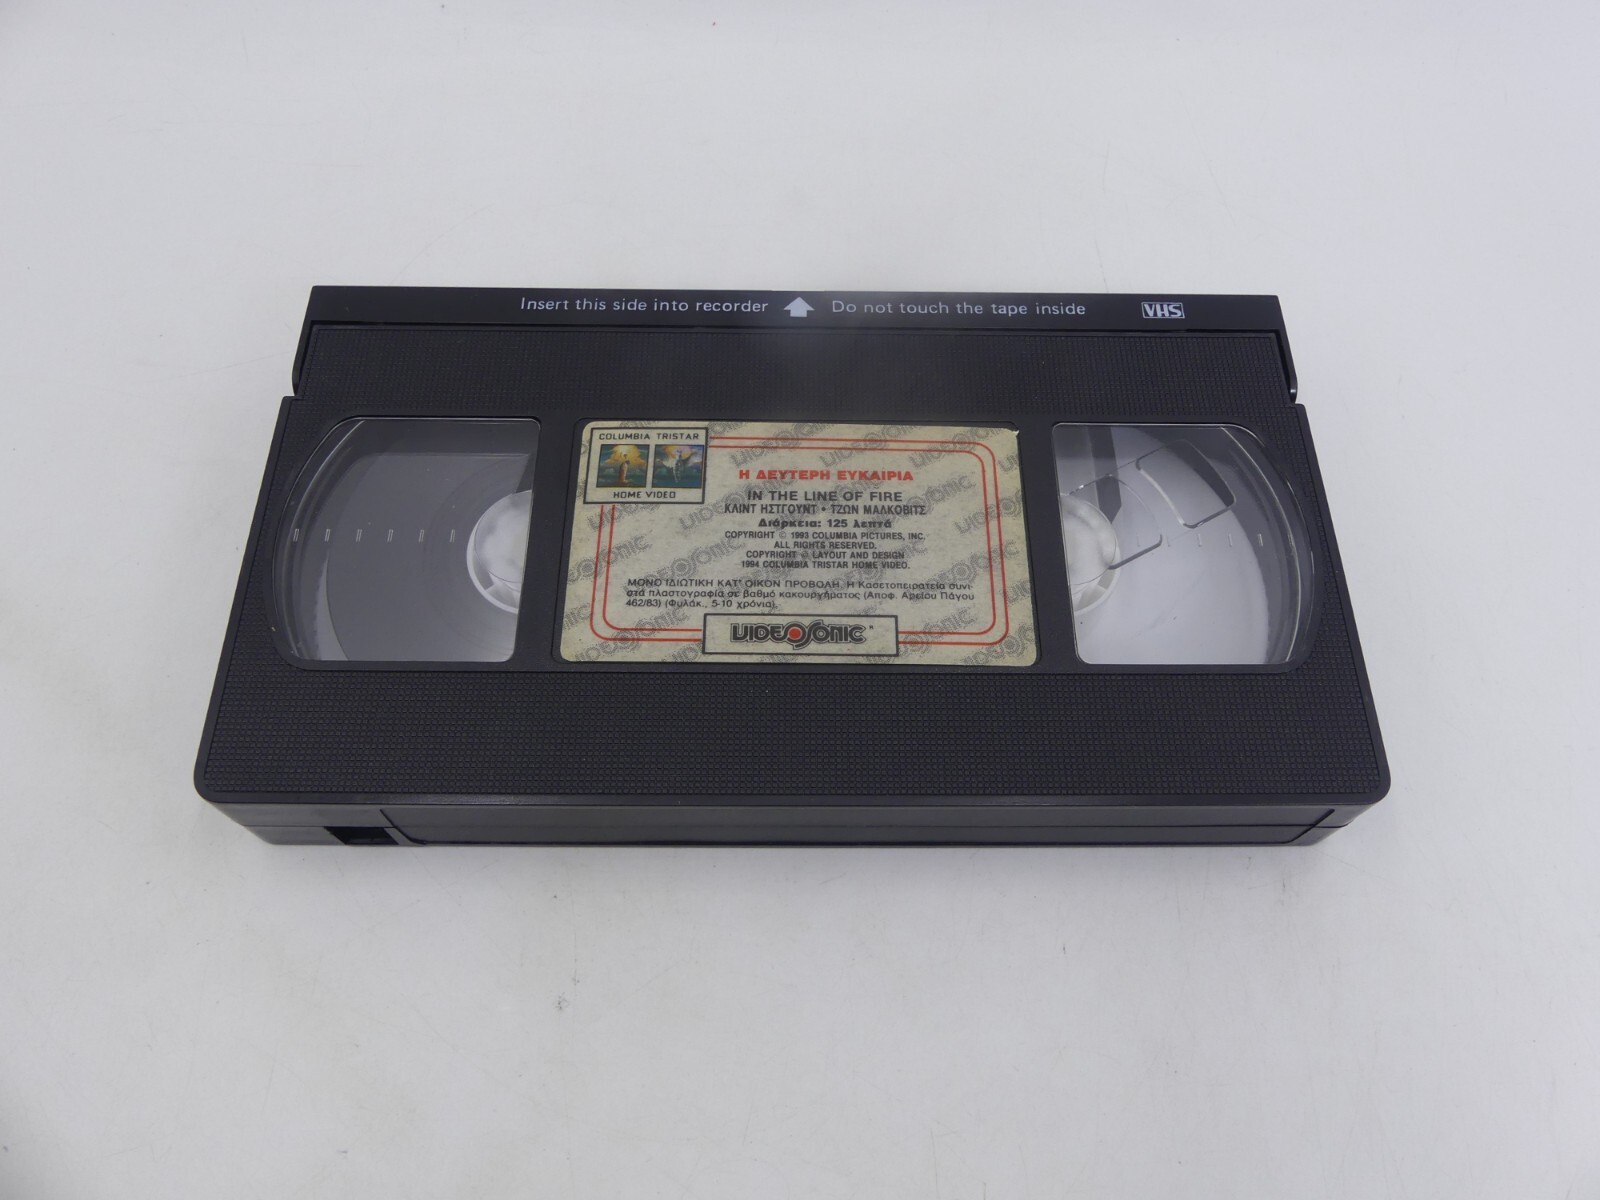 Insert this side into recorder Do not touch the tape inside VHS
COLUMBIA TRISTAR
HOME VIDEO
Η ΔΕΥΤΕΡΗ ΕΥΚΑΙΡΙΑ
IN THE LINE OF FIRE
ΚΛΙΝΤ ΗΣΤΓΟΥΝΤ • ΤΖΩΝ ΜΑΛΚΟΒΙΤΣ
Διάρκεια: 125 λεπτά
COPYRIGHT © 1993 COLUMBIA PICTURES, INC.
ALL RIGHTS RESERVED.
COPYRIGHT © LAYOUT AND DESIGN
1994 COLUMBIA TRISTAR HOME VIDEO.
ΜΟΝΟ ΙΔΙΩΤΙΚΗ ΚΑΤ' ΟΙΚΟΝ ΠΡΟΒΟΛΗ. Η Κασετοπειρατεία συνι-
στά πλαστογραφία σε βαθμό κακουργήματος (Αποφ. Αρείου Πάγου
462/83) (Φυλάκ., 5-10 χρόνια).
VIDEOSONIC